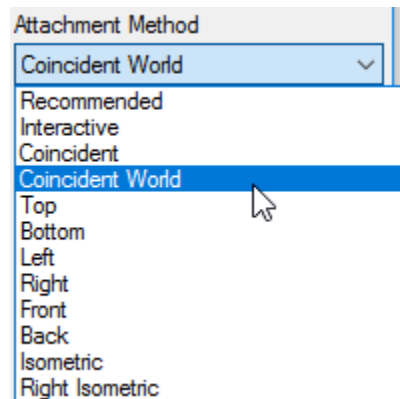 Attachment Method
Coincident World
Recommended
Interactive
Coincident
Coincident World
Top
Bottom
Left
Right
Front
Back
Isometric
Right Isometric